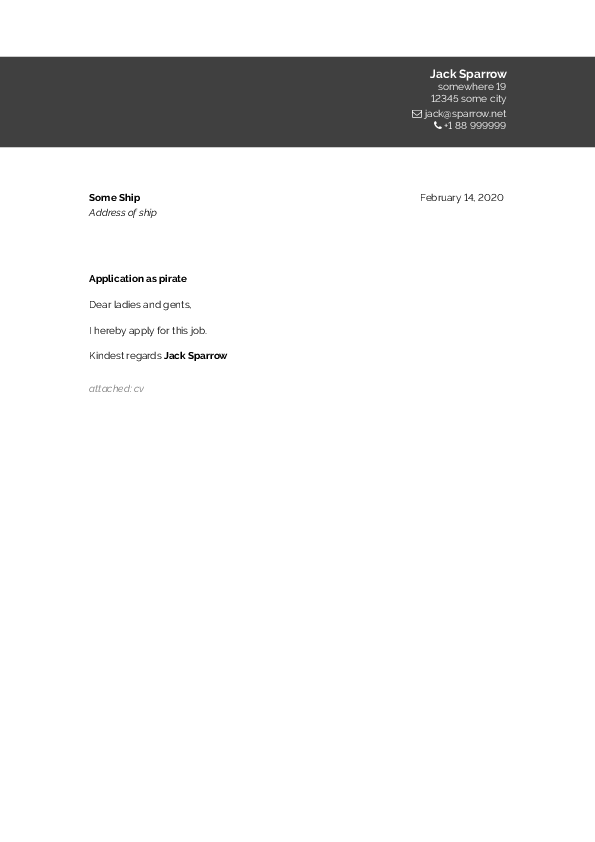 Jack Sparrow
somewhere 19
12345 some city
jack@sparrow.net
+1 88 999999
Some Ship
February 14, 2020
Address of ship
Application as pirate
Dear ladies and gents,
I hereby apply for this job.
Kindest regards Jack Sparrow
attached: cv